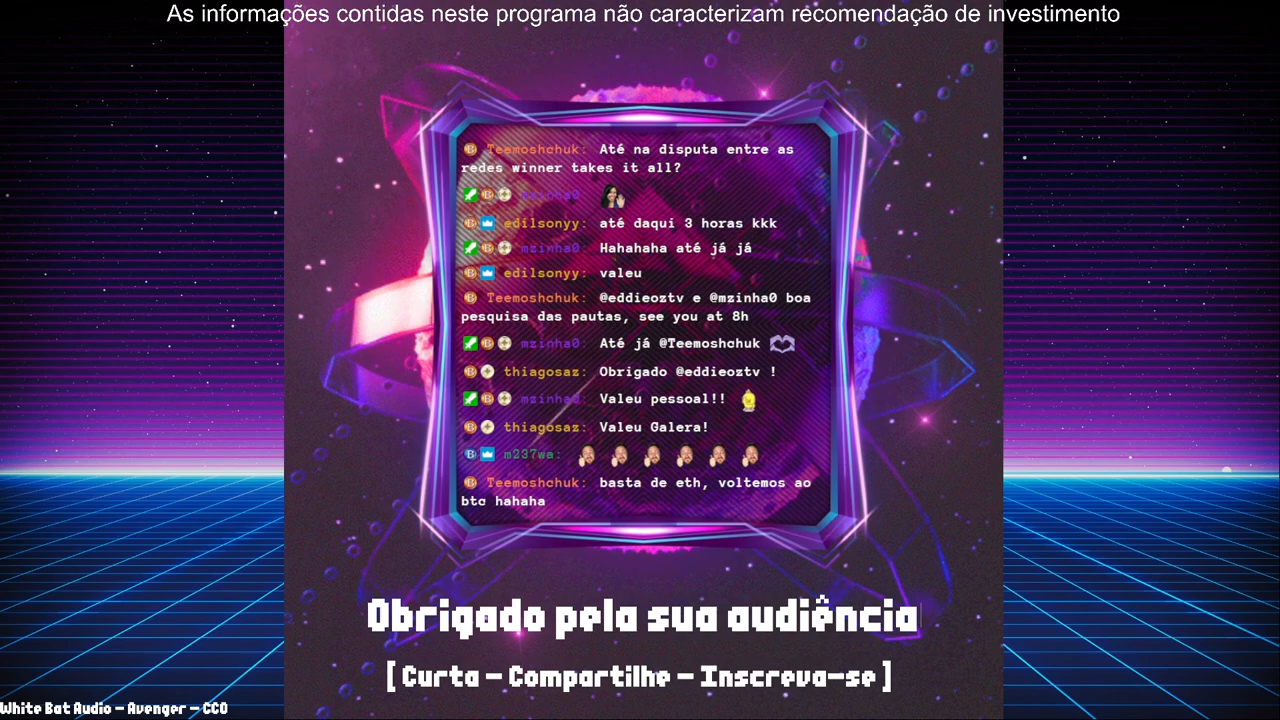 As informações contidas neste programa não caracterizam recomendação de investimento
Teemoshchuk: Até na disputa entre as
redes winner takes it all?
mzinha0
edilsonyy: até daqui 3 horas kkk
mzinha0: Hahahaha até já já
edilsonyy: valeu
Teemoshchuk: @eddieoztv e @mzinha0 boa
pesquisa das pautas, see you at 8h
mzinha0: Até já @Teemoshchuk
thiagosaz: Obrigado @eddieoztv !
mzinha0: Valeu pessoal!!
thiagosaz: Valeu Galera!
m237wa:
Teemoshchuk: basta de eth, voltemos ao
btc hahaha
Obrigado pela sua audiência
[ Curta - Compartilhe - Inscreva-se ]
White Bat Audio - Avenger - CC0